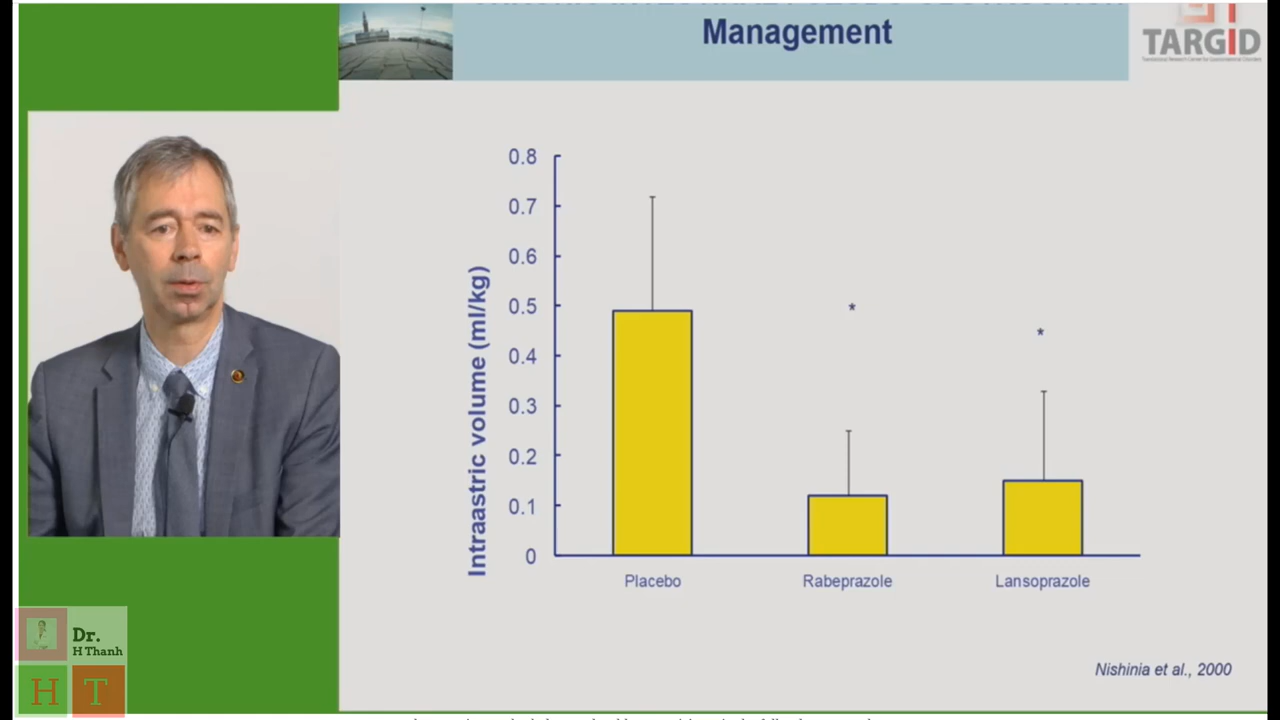 Management
TARGID
0.8
0.7
0.6
0.5
0.4
0.3
0.2
0.1
0
Intraastric volume (ml/kg)
*
*
Placebo
Rabeprazole
Lansoprazole
Nishinia et al., 2000
Dr.
H Thanh
H T